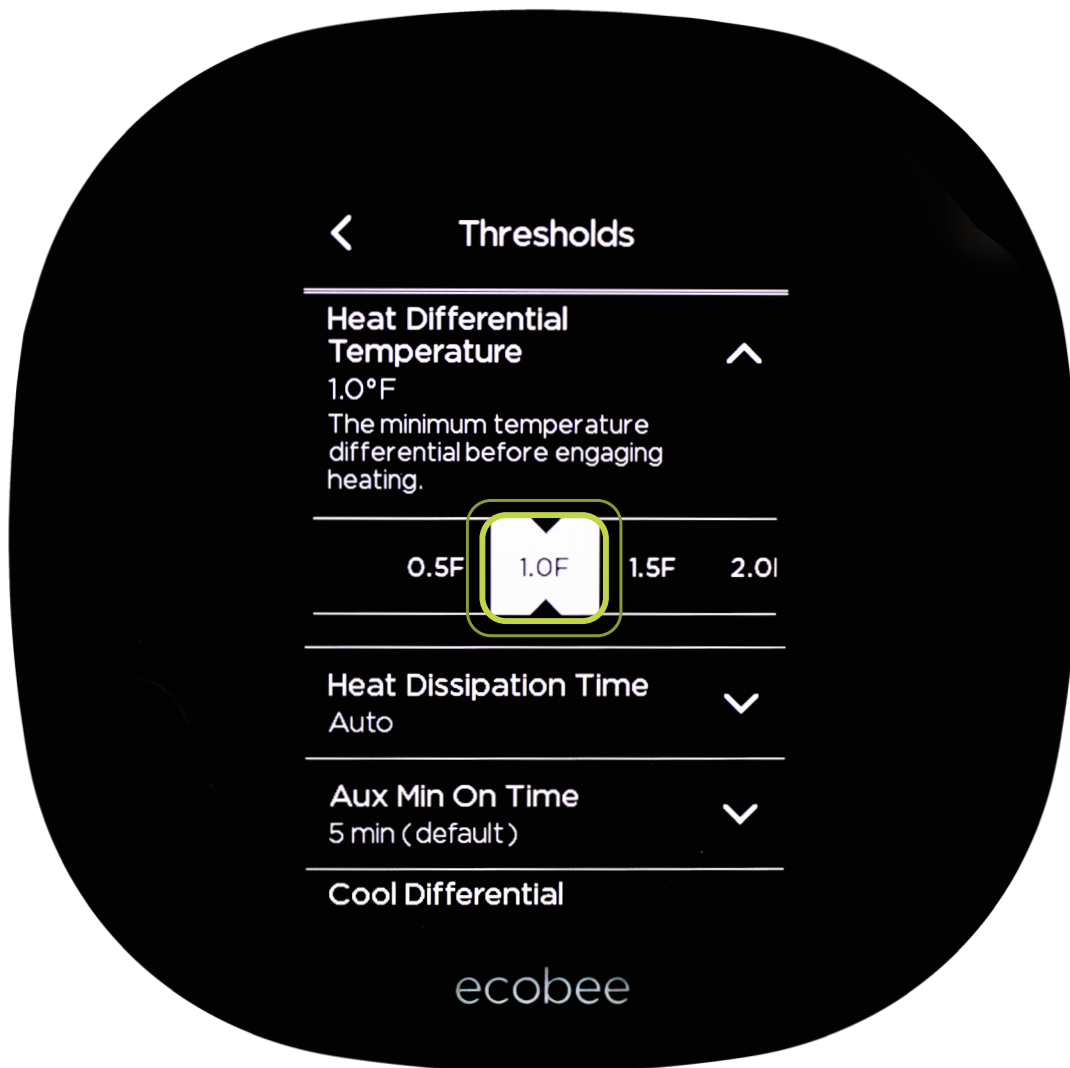 Thresholds
Heat Differential
Temperature
1.0°F
The minimum temperature
differential before engaging
heating.
0.5F 1.0F 1.5F
Heat Dissipation Time
Auto
Aux Min On Time
5 min (default)
Cool Differential
ecobee